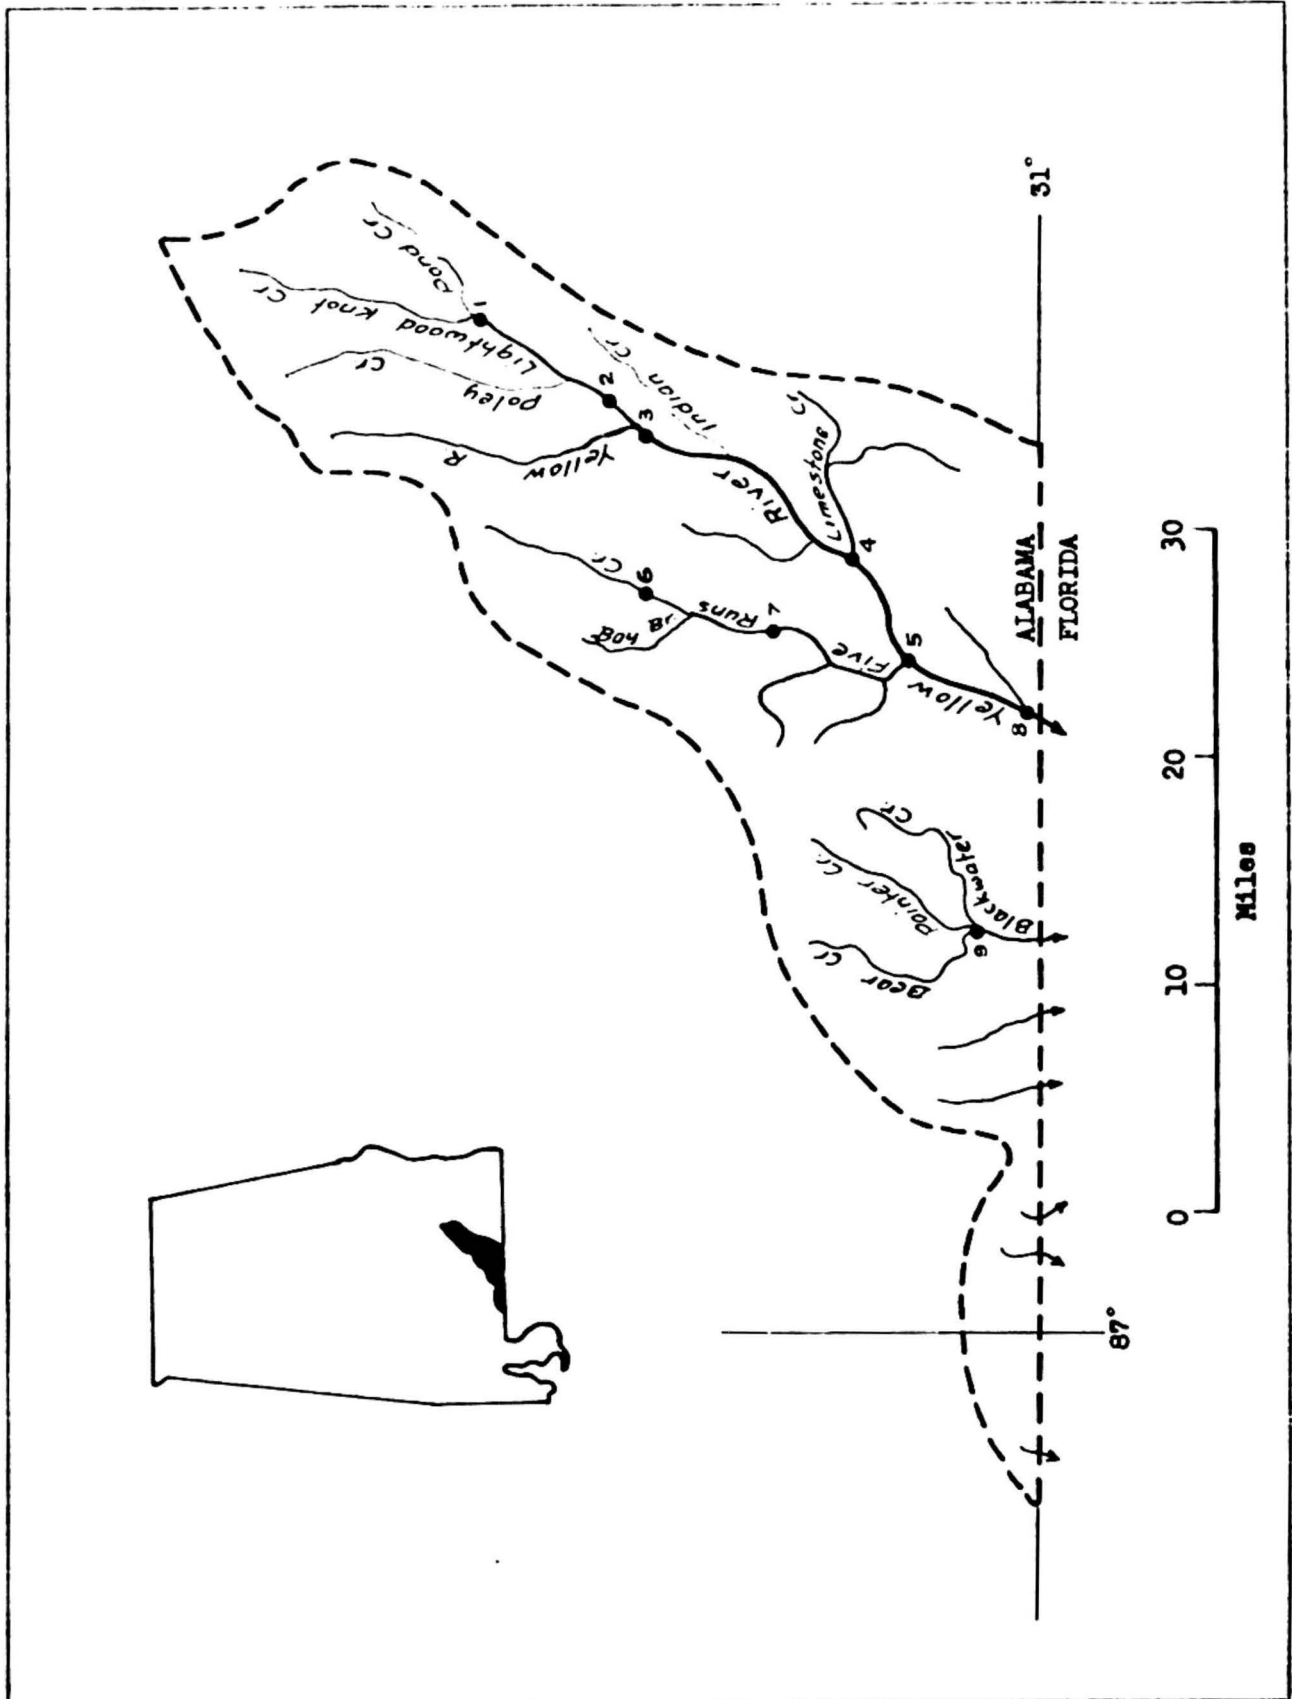 Pond Cr
Lightwood Knot Cr
Poley Cr
Yellow R
Indian Cr
River
Limestone Cr
Five Runs Cr.
Hog Br.
Yellow
Blackwater Cr.
Pointer Cr.
Bear Cr
1
2
3
4
5
6
7
8
9
31°
ALABAMA
FLORIDA
87°
0 10 20 30
Miles